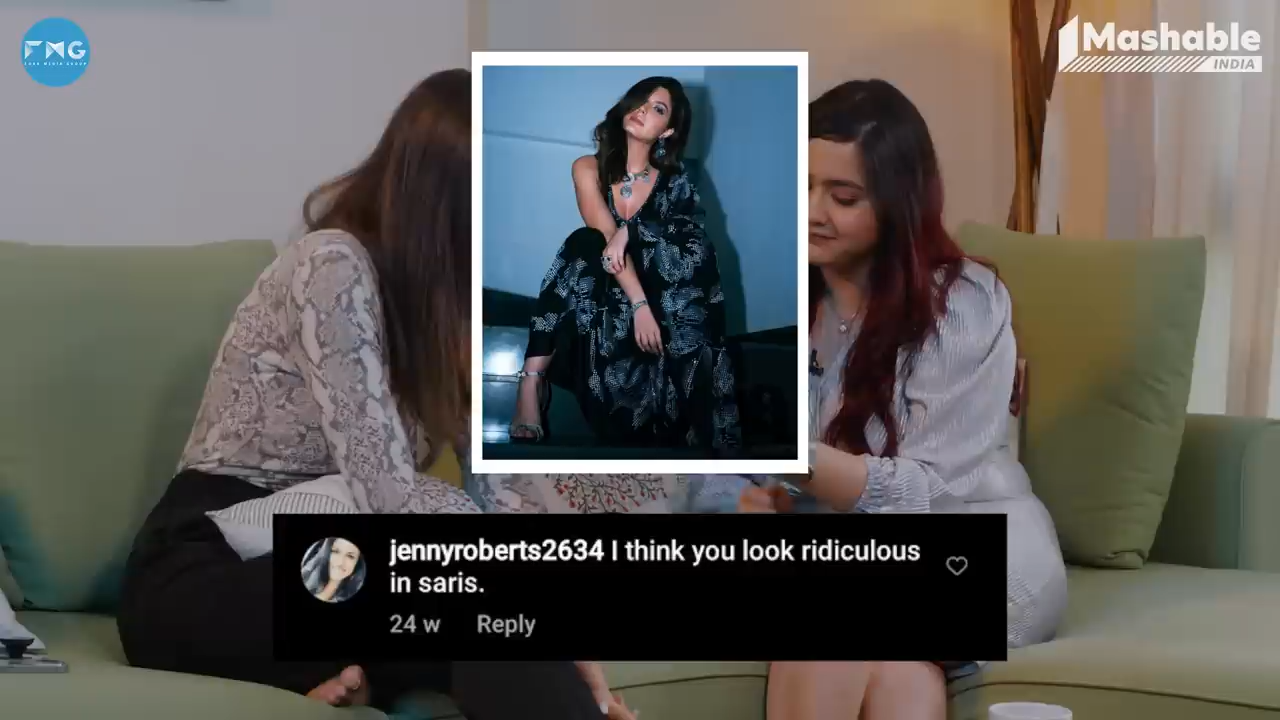 FMG
Mashable
INDIA
jennyroberts2634 I think you look ridiculous
in saris.
24 w Reply